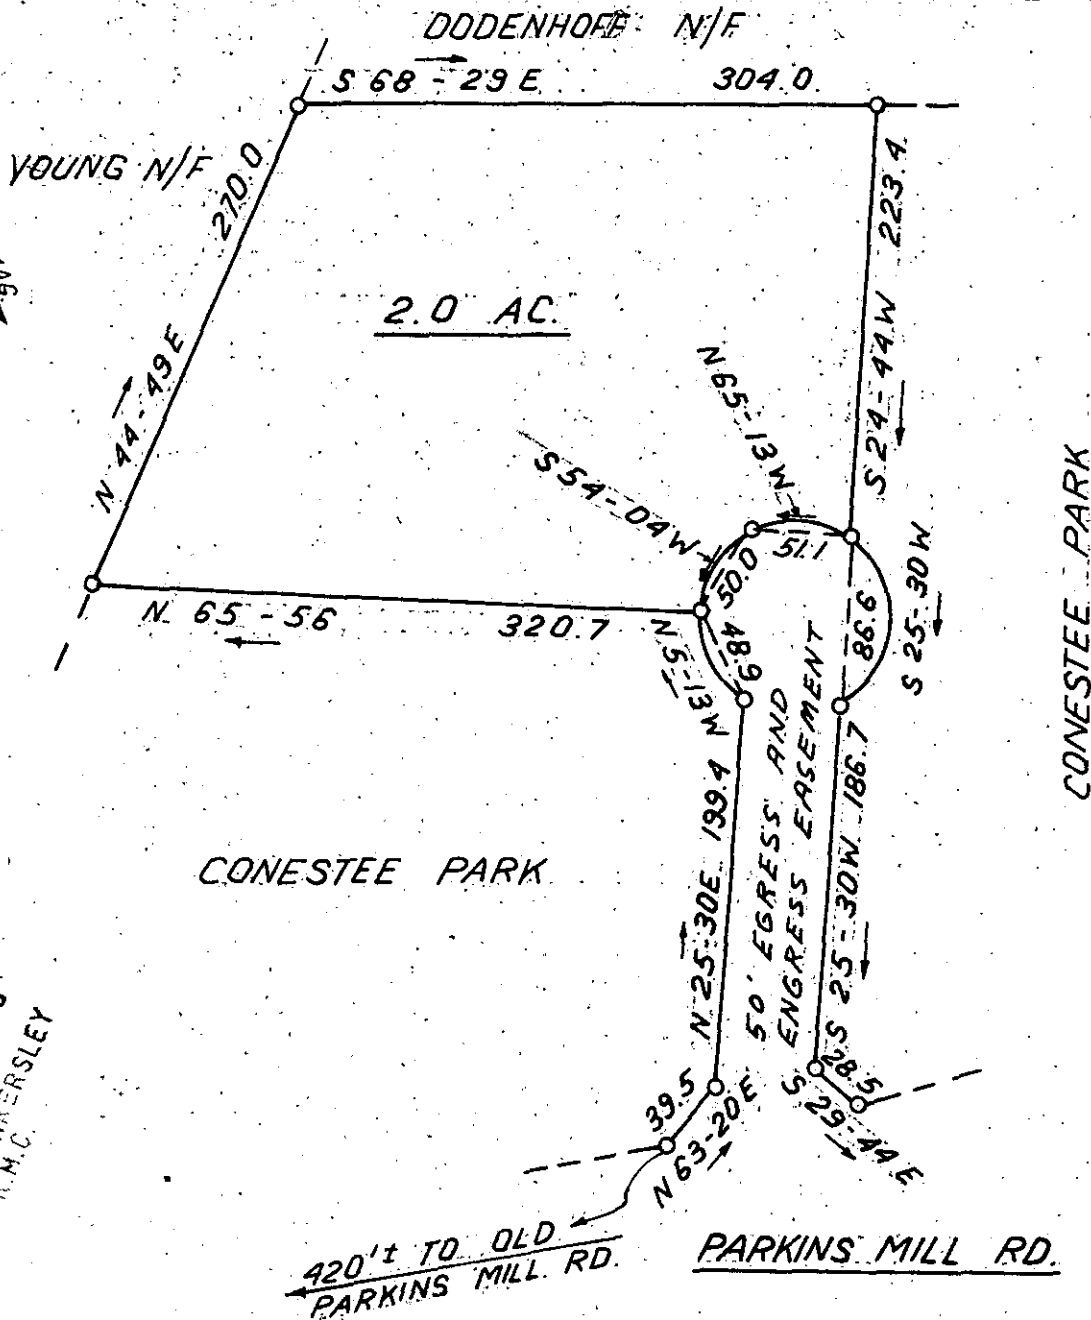 DODENHOFF N/F
S 68 - 29 E 304.0
YOUNG N/F
270.0
N 44-49 E
223.4
S 24-44 W
2.0 AC.
N 65-13 W
S 54-04 W
51.1
50.0
48.9
N 5-13 W
86.6
S 25-30 W
N 65 - 56 320.7
CONESTEE PARK
CONESTEE PARK
N 25-30E 199.4
50' EGRESS AND
ENGRESS EASEMENT
S 25-30W 186.7
39.5
N 63-20 E
28.5
S 29-44 E
420'± TO OLD
PARKINS MILL RD.
PARKINS MILL RD.
R.M.C.